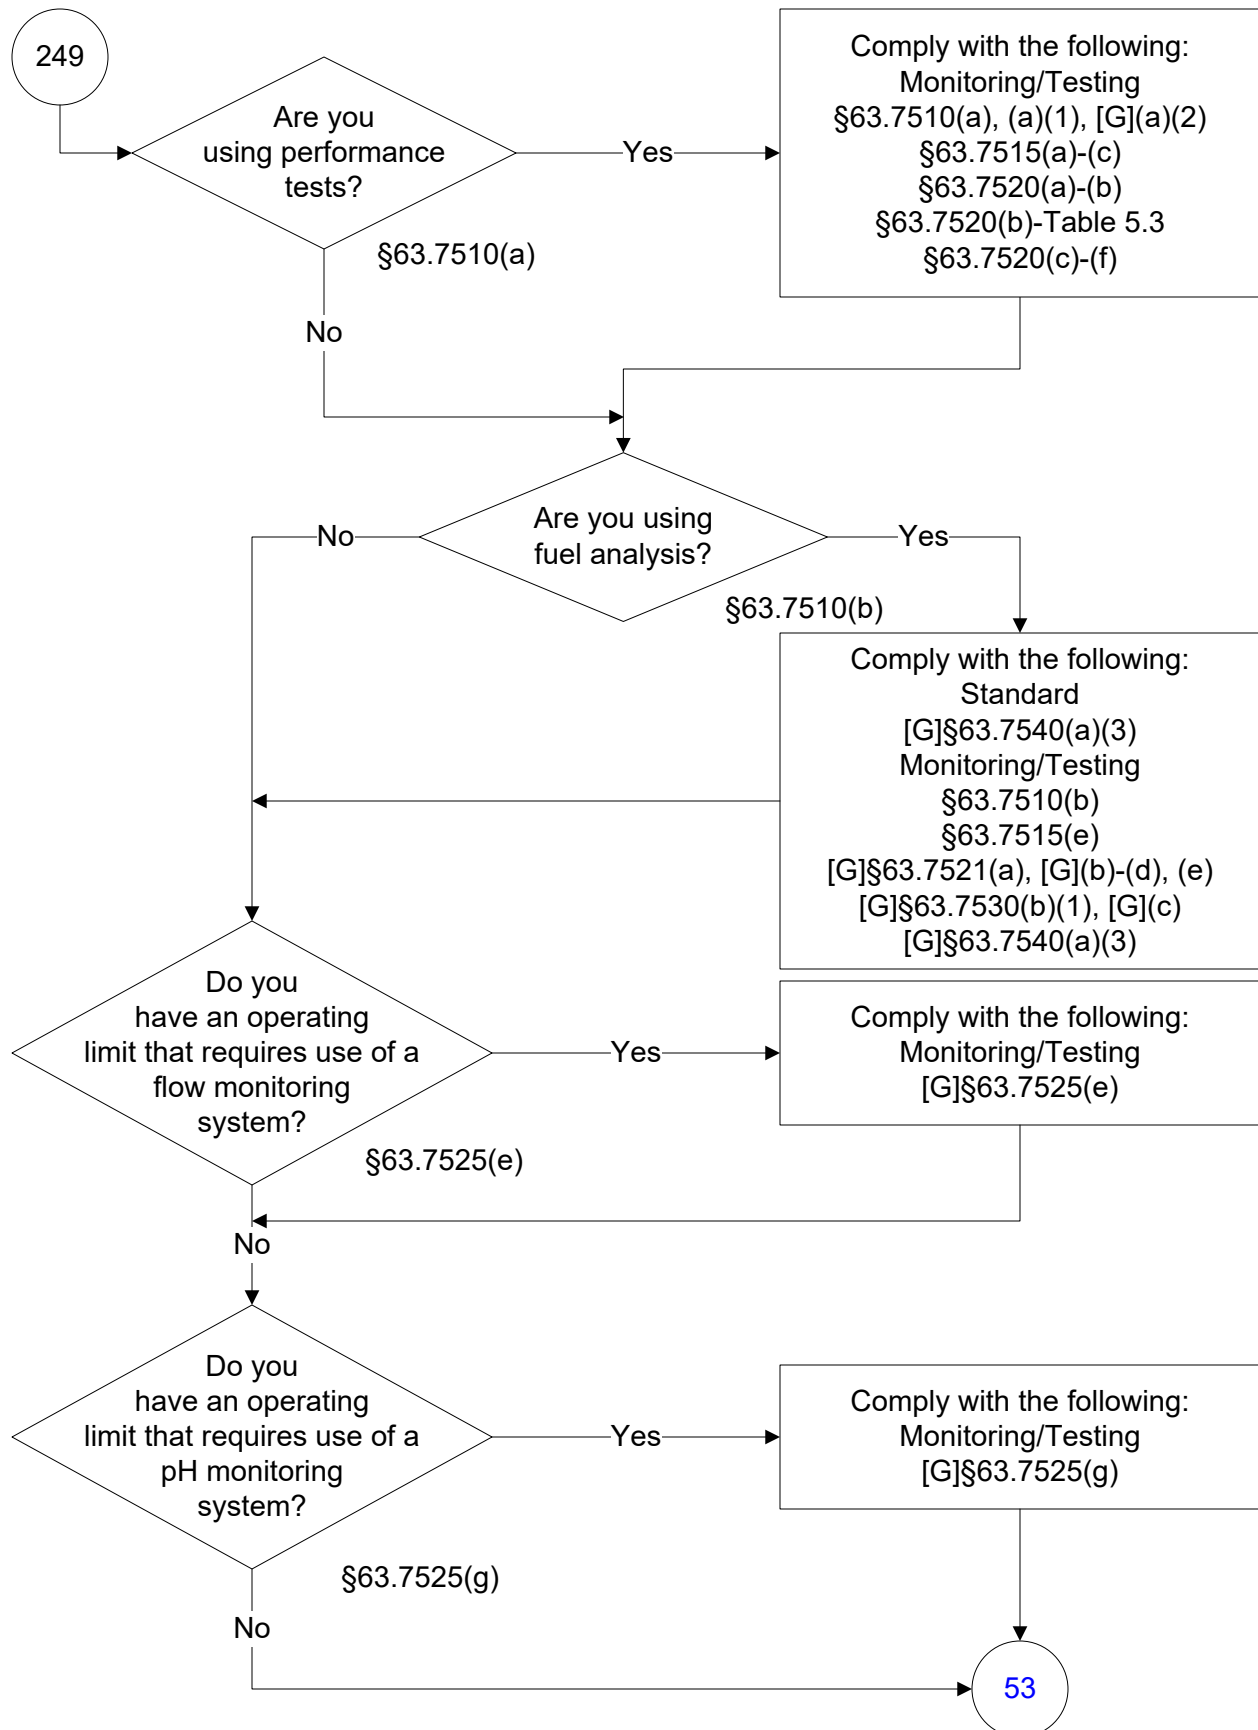 249
Are you
using performance
tests?
Yes
Comply with the following:
Monitoring/Testing
§63.7510(a), (a)(1), [G](a)(2)
§63.7515(a)-(c)
§63.7520(a)-(b)
§63.7520(b)-Table 5.3
§63.7520(c)-(f)
§63.7510(a)
No
No
Are you using
fuel analysis?
Yes
§63.7510(b)
Comply with the following:
Standard
[G]§63.7540(a)(3)
Monitoring/Testing
§63.7510(b)
§63.7515(e)
[G]§63.7521(a), [G](b)-(d), (e)
[G]§63.7530(b)(1), [G](c)
[G]§63.7540(a)(3)
Do you
have an operating
limit that requires use of a
flow monitoring
system?
Yes
Comply with the following:
Monitoring/Testing
[G]§63.7525(e)
§63.7525(e)
No
Do you
have an operating
limit that requires use of a
pH monitoring
system?
Yes
Comply with the following:
Monitoring/Testing
[G]§63.7525(g)
§63.7525(g)
No
53